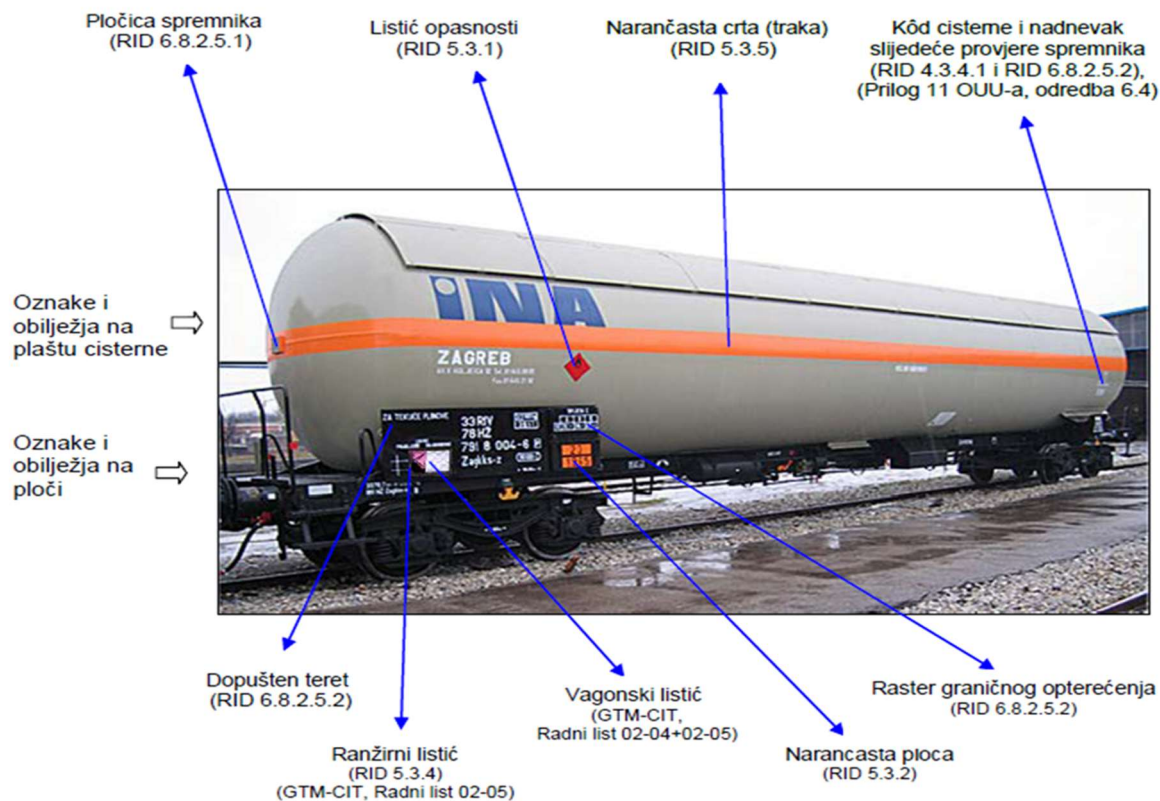 Pločica spremnika
(RID 6.8.2.5.1)
Listić opasnosti
(RID 5.3.1)
Narančasta crta (traka)
(RID 5.3.5)
Kôd cisterne i nadnevak
slijedeće provjere spremnika
(RID 4.3.4.1 i RID 6.8.2.5.2),
(Prilog 11 OUU-a, odredba 6.4)
Oznake i
obilježja na
plaštu cisterne
iNA
ZAGREB
ZA TEKUĆE PLINOVE
33 RIV
78 HZ
791 8 004-6
Zagkks-z
Oznake i
obilježja na
ploči
Dopušten teret
(RID 6.8.2.5.2)
Ranžirni listić
(RID 5.3.4)
(GTM-CIT, Radni list 02-05)
Vagonski listić
(GTM-CIT,
Radni list 02-04+02-05)
Narancasta ploca
(RID 5.3.2)
Raster graničnog opterećenja
(RID 6.8.2.5.2)